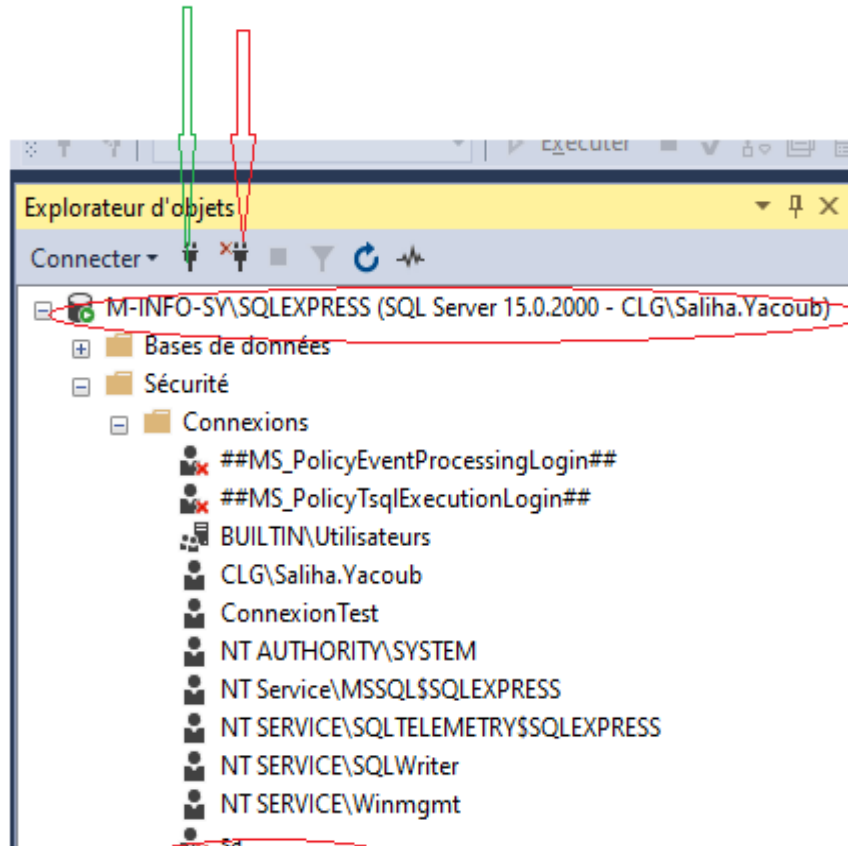 Exécuter
Explorateur d'objets
Connecter
M-INFO-SY\SQLEXPRESS (SQL Server 15.0.2000 - CLG\Saliha.Yacoub)
Bases de données
Sécurité
Connexions
##MS_PolicyEventProcessingLogin##
##MS_PolicyTsqlExecutionLogin##
BUILTIN\Utilisateurs
CLG\Saliha.Yacoub
ConnexionTest
NT AUTHORITY\SYSTEM
NT Service\MSSQL$SQLEXPRESS
NT SERVICE\SQLTELEMETRY$SQLEXPRESS
NT SERVICE\SQLWriter
NT SERVICE\Winmgmt
sa